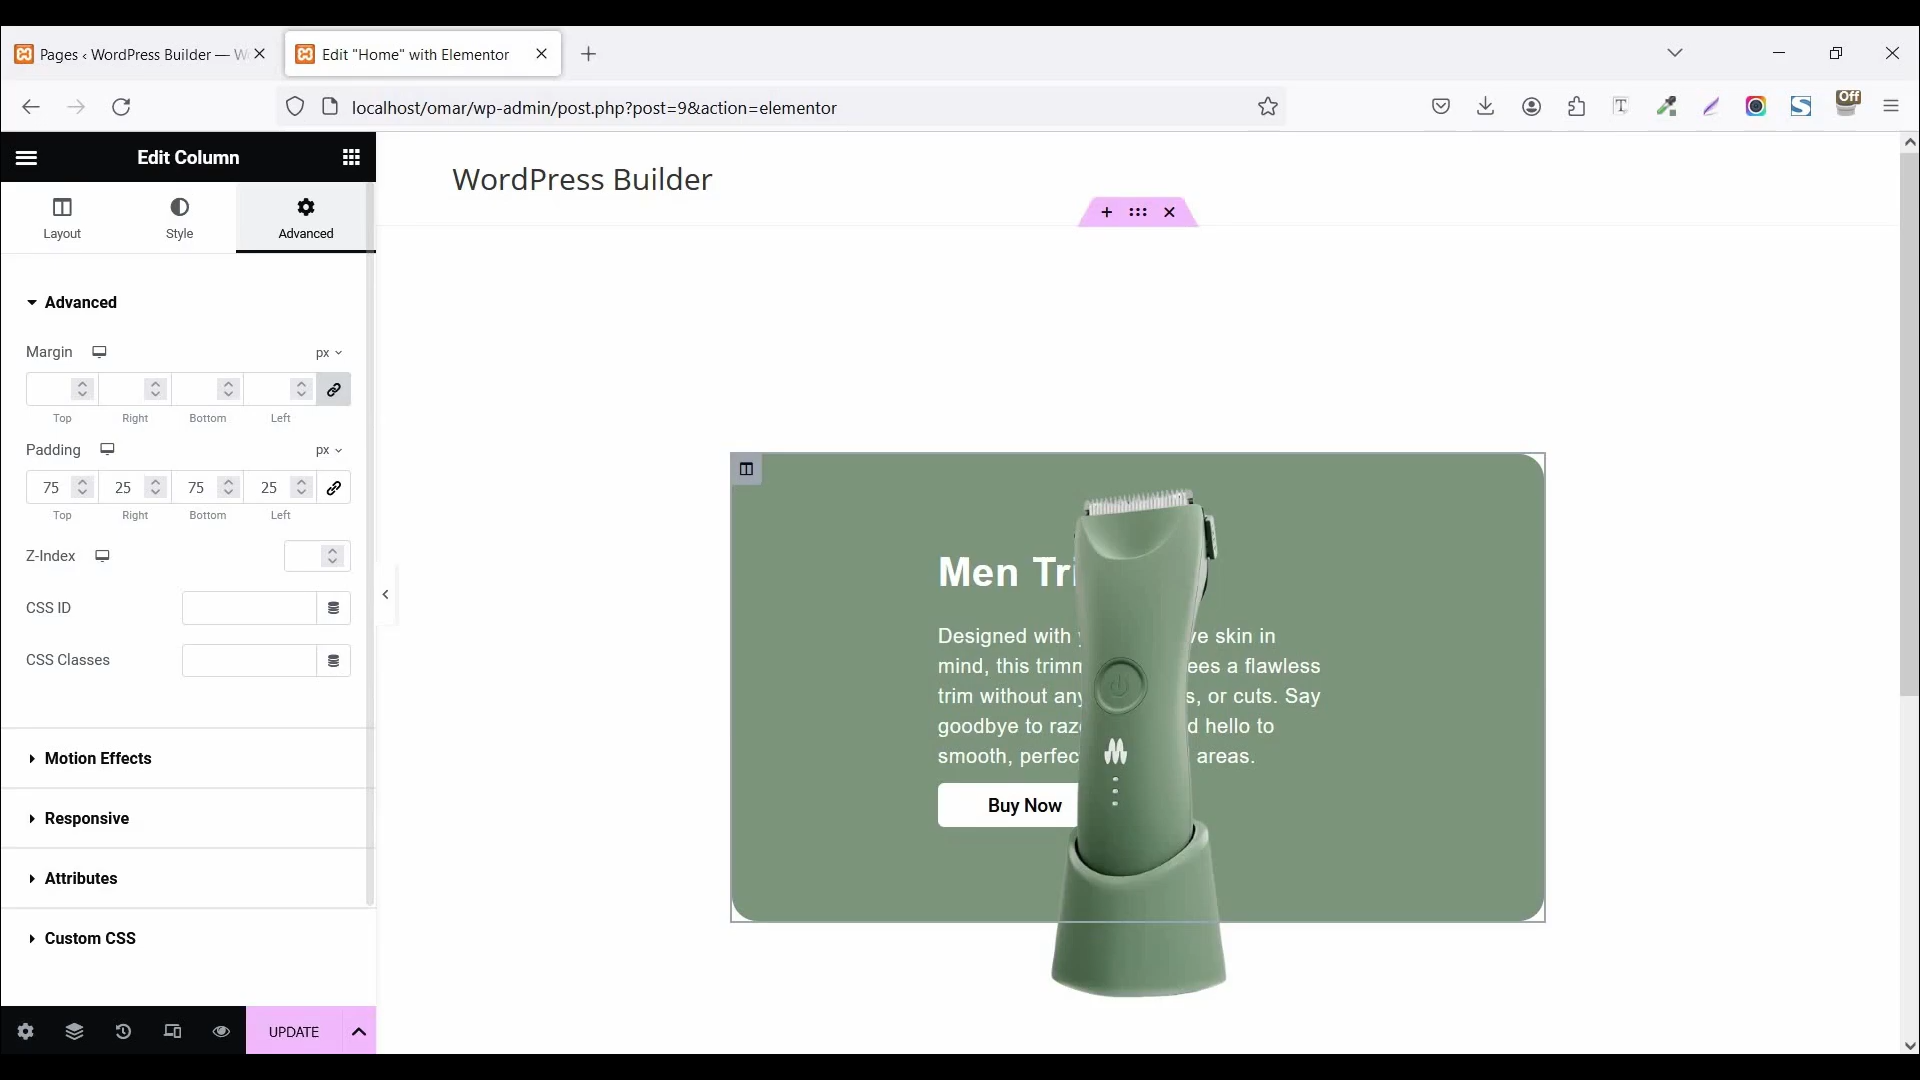 Pages ‹ WordPress Builder — W
Edit "Home" with Elementor
localhost/omar/wp-admin/post.php?post=9&action=elementor
Off
Edit Column
Layout
Style
Advanced
WordPress Builder
Advanced
Margin
px
Top
Right
Bottom
Left
Padding
px
75
25
75
25
Top
Right
Bottom
Left
Z-Index
CSS ID
CSS Classes
Motion Effects
Responsive
Attributes
Custom CSS
UPDATE
Men Tri
Designed with ve skin in
mind, this trimm ees a flawless
trim without any s, or cuts. Say
goodbye to raz d hello to
smooth, perfec areas.
Buy Now